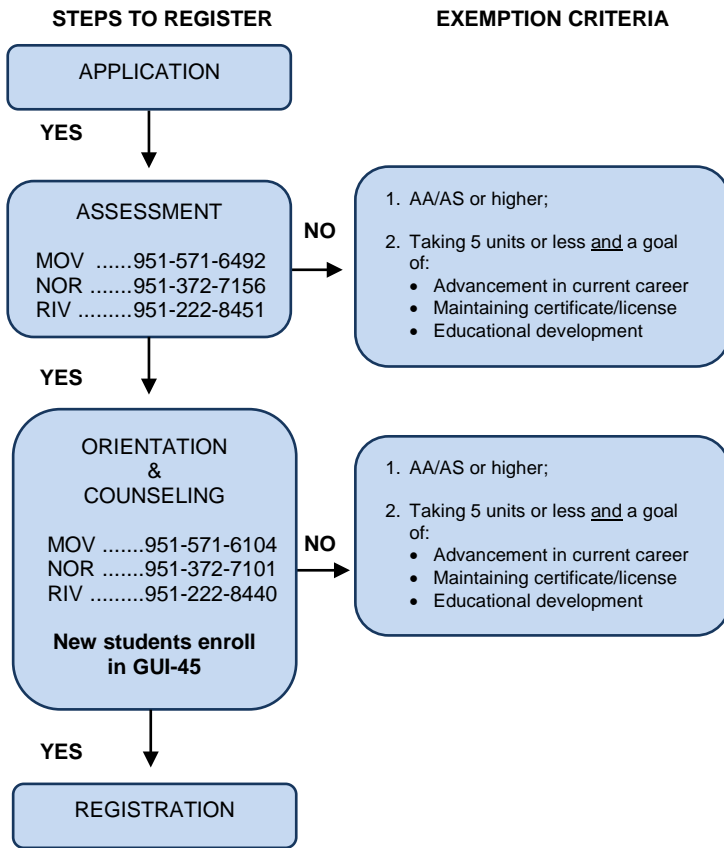 STEPS TO REGISTER
EXEMPTION CRITERIA
APPLICATION
YES
ASSESSMENT
MOV ......951-571-6492
NOR ......951-372-7156
RIV .........951-222-8451
NO
1. AA/AS or higher;
2. Taking 5 units or less and a goal
of:
• Advancement in current career
• Maintaining certificate/license
• Educational development
YES
ORIENTATION
&
COUNSELING
MOV .......951-571-6104
NOR .......951-372-7101
RIV ..........951-222-8440
New students enroll
in GUI-45
NO
1. AA/AS or higher;
2. Taking 5 units or less and a goal
of:
• Advancement in current career
• Maintaining certificate/license
• Educational development
YES
REGISTRATION